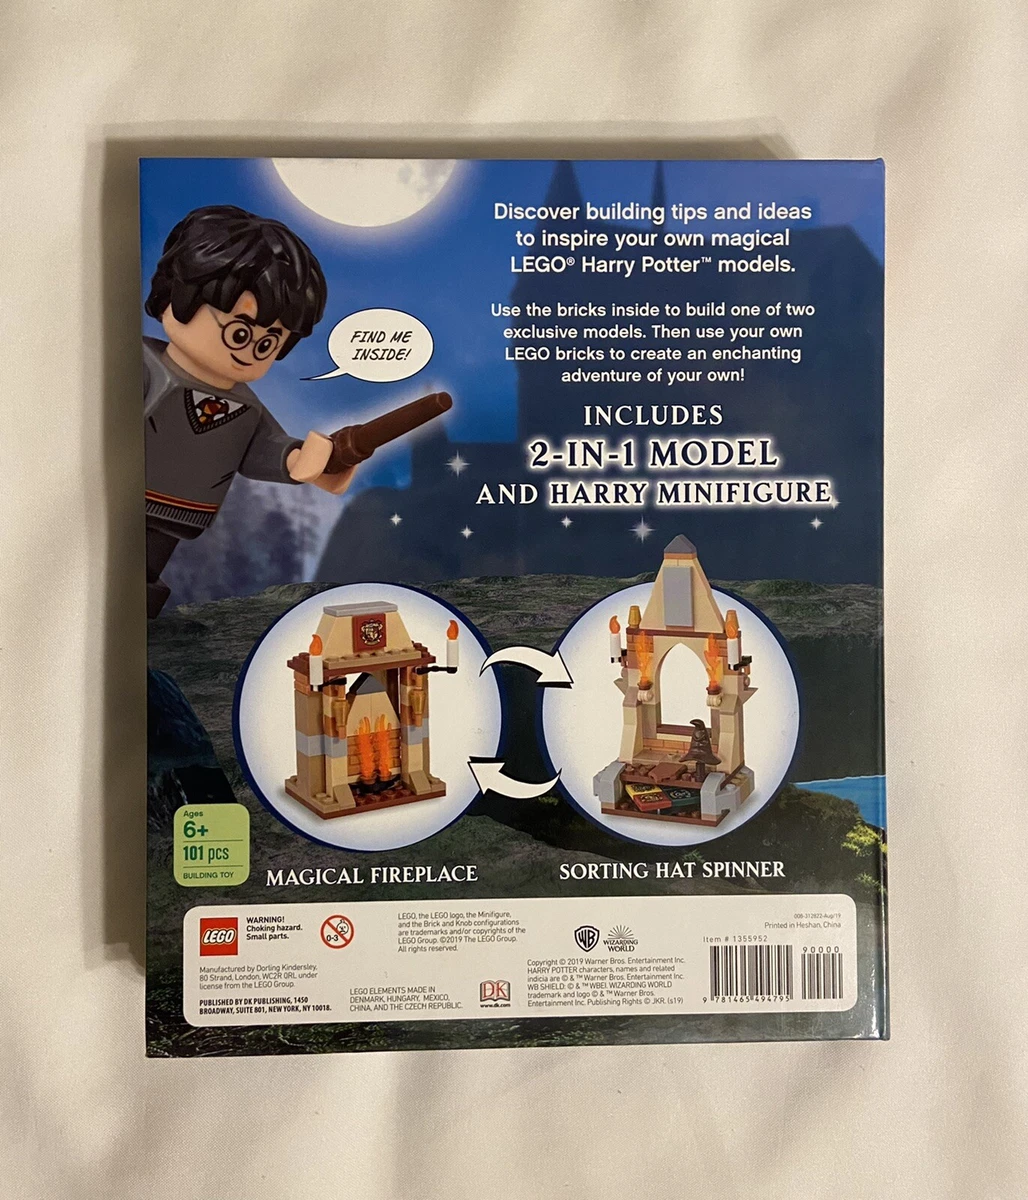 Discover building tips and ideas
to inspire your own magical
LEGO® Harry Potter™ models.
FIND ME
INSIDE!
Use the bricks inside to build one of two
exclusive models. Then use your own
LEGO bricks to create an enchanting
adventure of your own!
INCLUDES
2-IN-1 MODEL
AND HARRY MINIFIGURE
Ages
6+
101 pcs
BUILDING TOY
MAGICAL FIREPLACE
SORTING HAT SPINNER
LEGO
WARNING!
Choking hazard.
Small parts.
0-3
Manufactured by Dorling Kindersley,
80 Strand, London, WC2R 0RL under
license from the LEGO Group.
PUBLISHED BY DK PUBLISHING, 1450
BROADWAY, SUITE 801, NEW YORK, NY 10018.
LEGO, the LEGO logo, the Minifigure,
and the Brick and Knob configurations
are trademarks and/or copyrights of the
LEGO Group. ©2019 The LEGO Group.
All rights reserved.
LEGO ELEMENTS MADE IN
DENMARK, HUNGARY, MEXICO,
CHINA, AND THE CZECH REPUBLIC.
DK
www.dk.com
WB
WIZARDING
WORLD
Copyright © 2019 Warner Bros. Entertainment Inc.
HARRY POTTER characters, names and related
indicia are © & ™ Warner Bros. Entertainment Inc.
WB SHIELD: © & ™ WBEI. WIZARDING WORLD
trademark and logo © & ™ Warner Bros.
Entertainment Inc. Publishing Rights © JKR. (s19)
008-312822-Aug/19
Printed in Heshan, China
Item # 1355952
90000
9 781465 494795